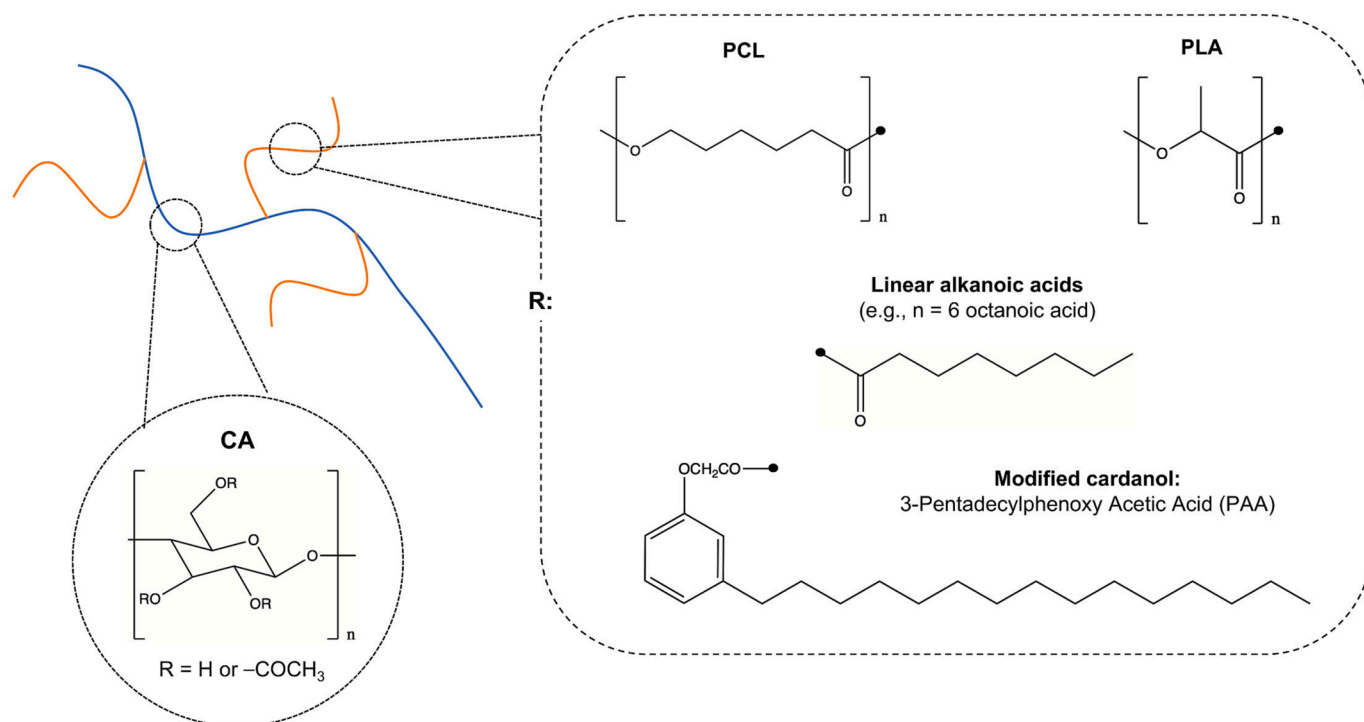 PCL
O
O
n
PLA
O
O
n
R:
Linear alkanoic acids
(e.g., n = 6 octanoic acid)
O
CA
OR
O
O
RO
OR
n
R = H or –COCH₃
OCH₂CO
Modified cardanol:
3-Pentadecylphenoxy Acetic Acid (PAA)